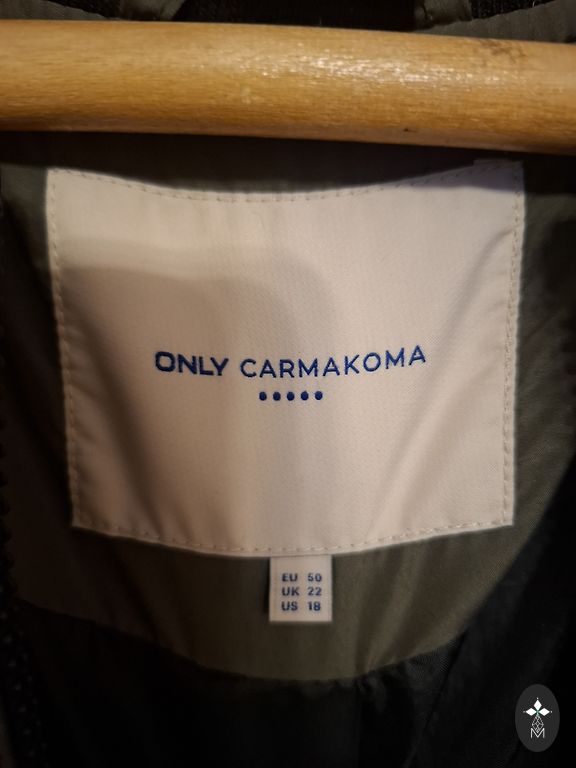 ONLY CARMAKOMA
EU 50
UK 22
US 18
M